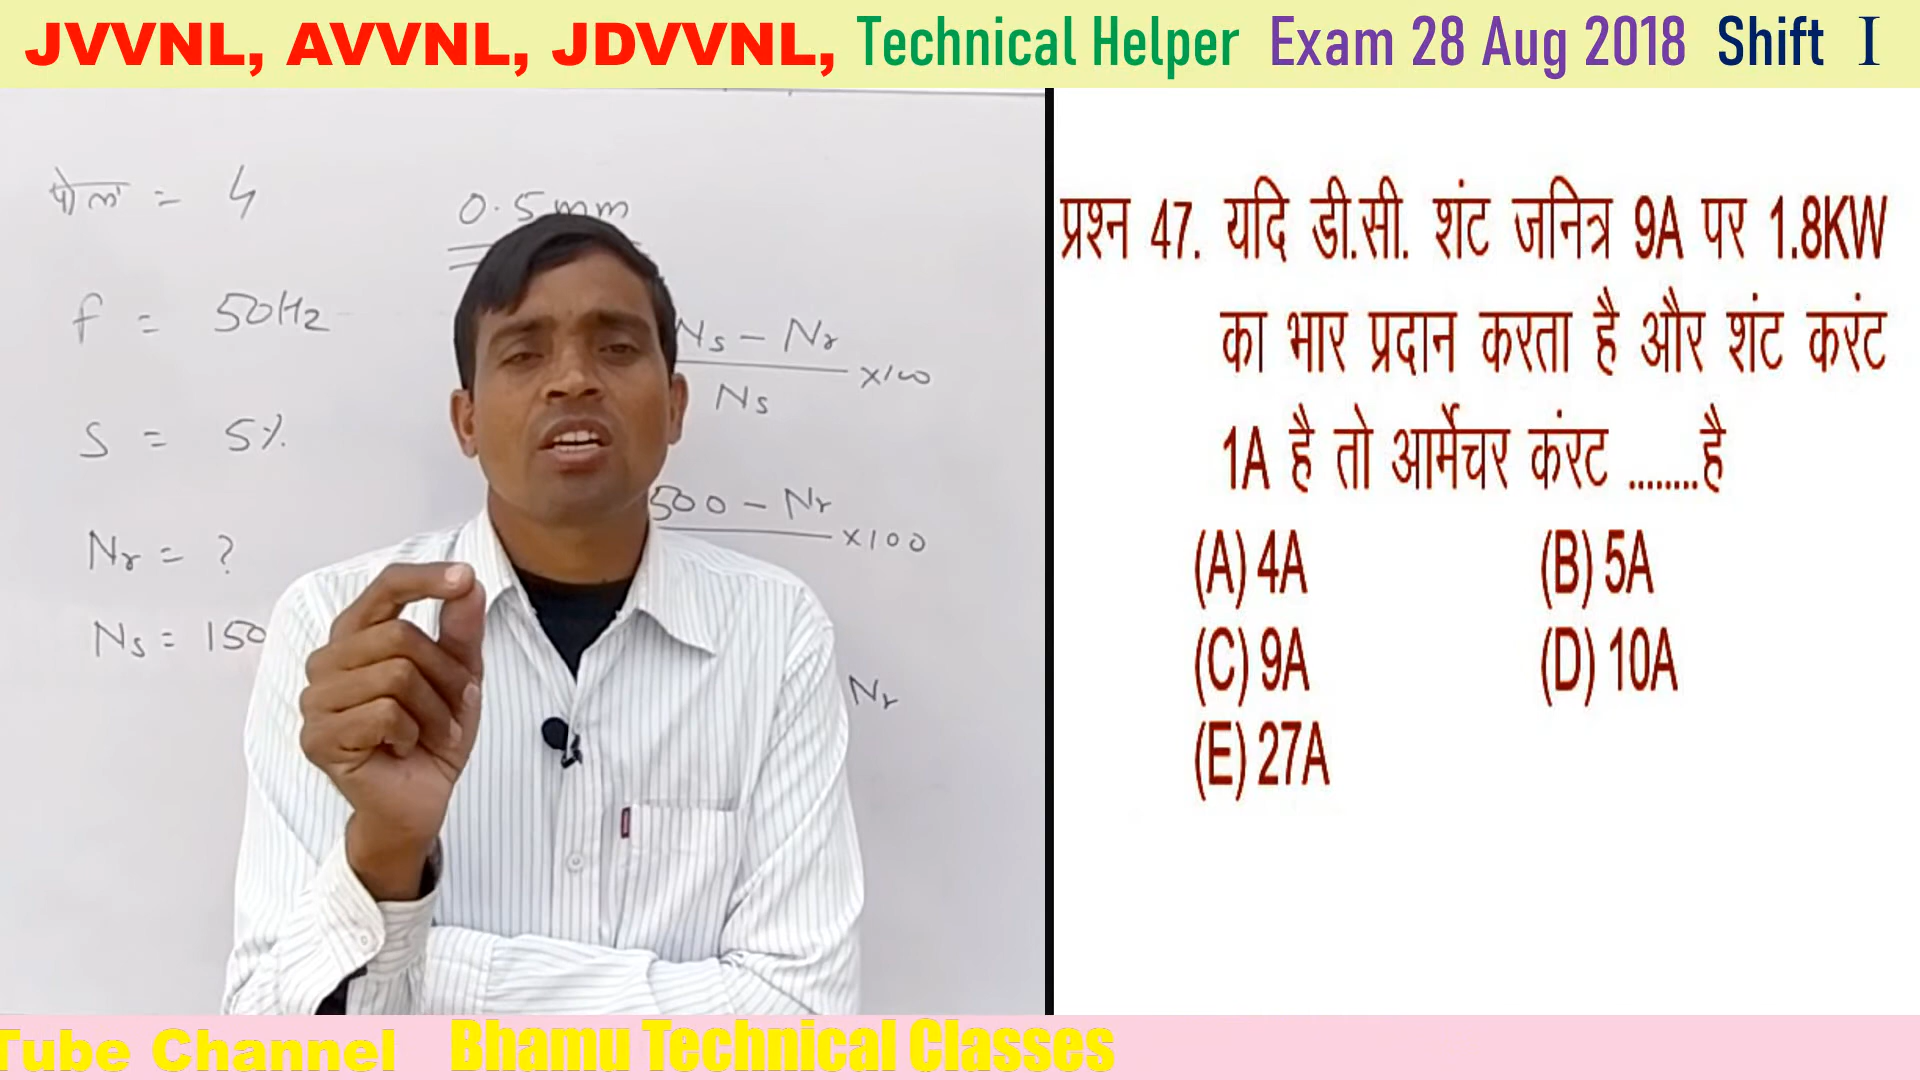 JVVNL, AVVNL, JDVVNL, Technical Helper Exam 28 Aug 2018 Shift I
पोल = 4
f = 50Hz
S = 5%
Nr = ?
Ns = 150
0.5mm
Ns - Nr
x100
Ns
500 - Nr
x100
Nr
प्रश्न 47. यदि डी.सी. शंट जनित्र 9A पर 1.8KW
का भार प्रदान करता है और शंट करंट
1A है तो आर्मेचर कंरट ........है
(A) 4A (B) 5A
(C) 9A (D) 10A
(E) 27A
Tube Channel Bhamu Technical Classes